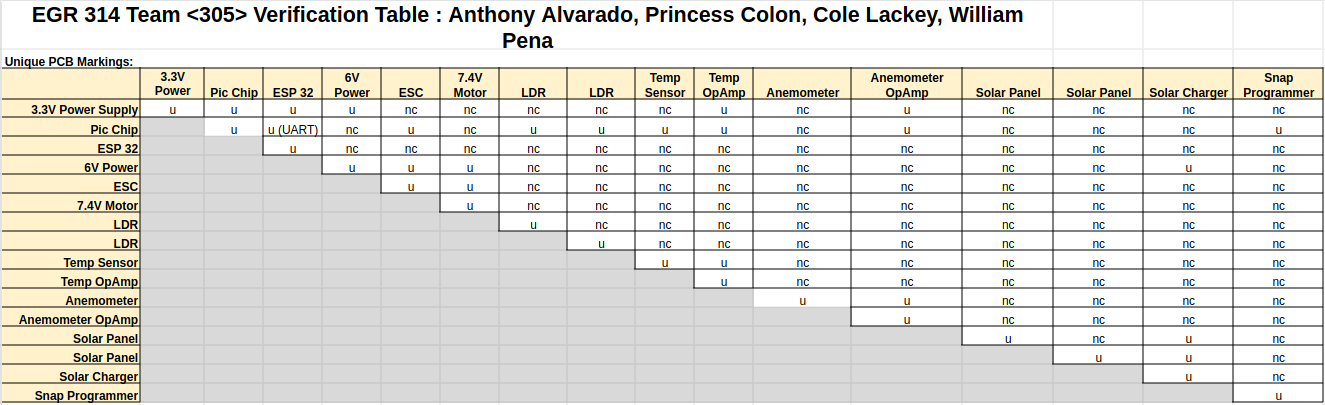 EGR 314 Team <305> Verification Table : Anthony Alvarado, Princess Colon, Cole Lackey, William
Pena
Unique PCB Markings:
3.3V Power Pic Chip ESP 32 6V Power ESC 7.4V Motor LDR LDR Temp Sensor Temp OpAmp Anemometer Anemometer OpAmp Solar Panel Solar Panel Solar Charger Snap Programmer
3.3V Power Supply u u u u nc nc nc nc nc u nc u nc nc nc nc
Pic Chip u u (UART) nc u nc u u u u nc u nc nc nc u
ESP 32 u nc nc nc nc nc nc nc nc nc nc nc nc nc
6V Power u u u nc nc nc nc nc nc nc nc u nc
ESC u u nc nc nc nc nc nc nc nc nc nc
7.4V Motor u nc nc nc nc nc nc nc nc nc nc
LDR u nc nc nc nc nc nc nc nc nc
LDR u nc nc nc nc nc nc nc nc
Temp Sensor u u nc nc nc nc nc nc
Temp OpAmp u nc nc nc nc nc nc
Anemometer u u nc nc nc nc
Anemometer OpAmp u nc nc nc nc
Solar Panel u nc u nc
Solar Panel u u nc
Solar Charger u nc
Snap Programmer u